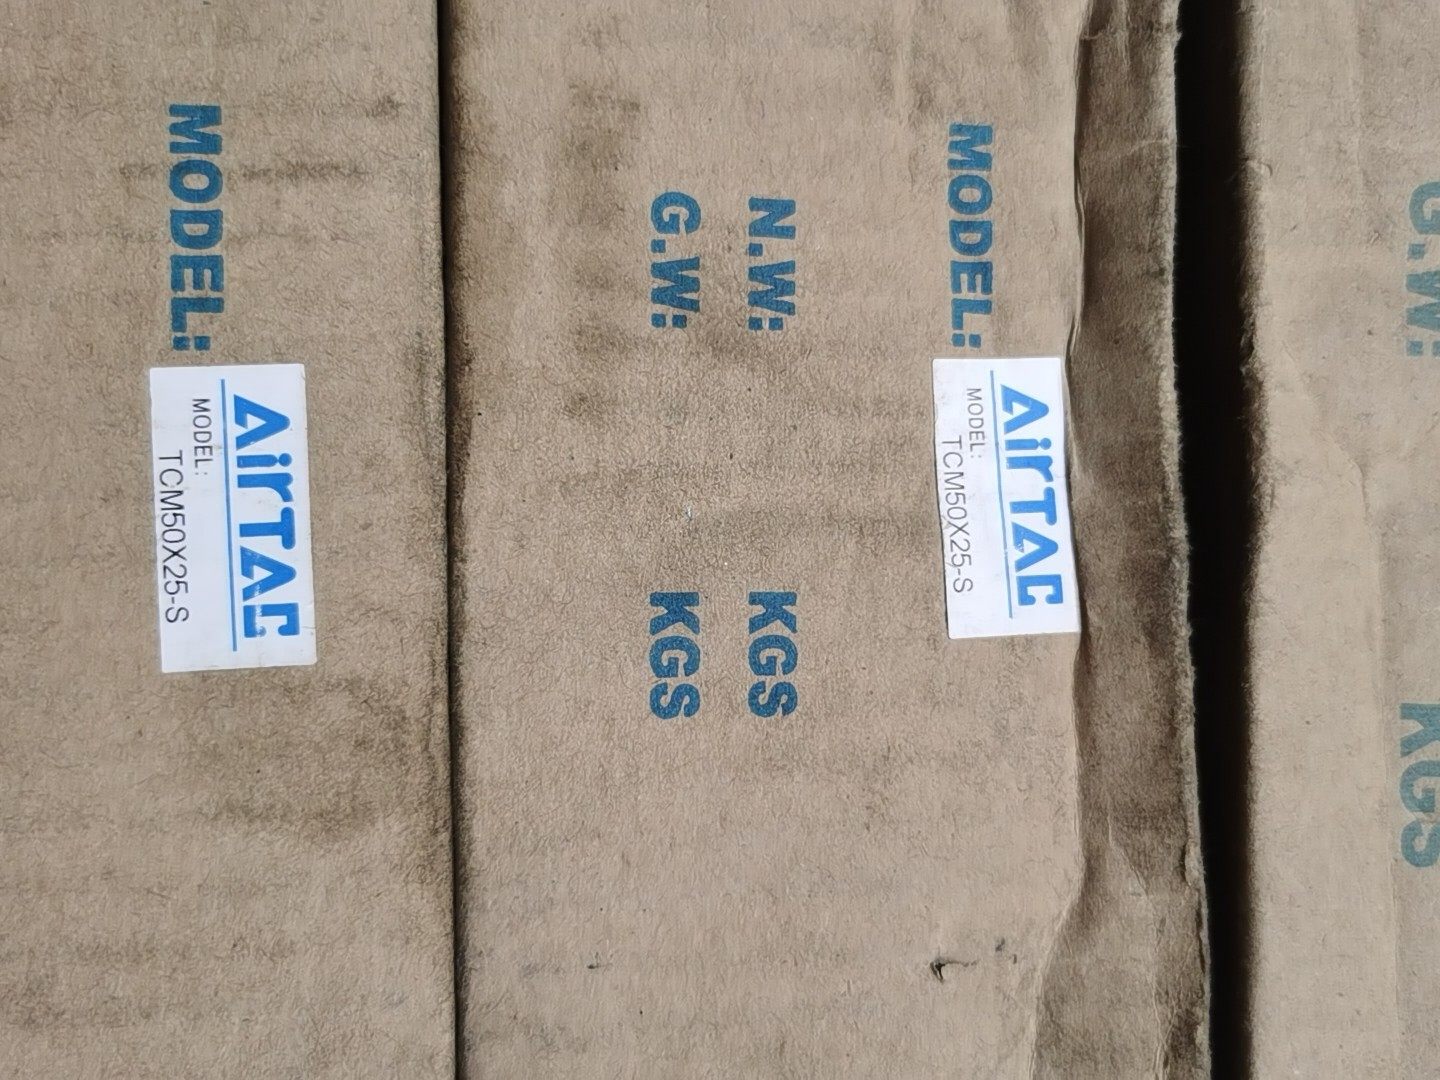 MODEL:
AirTAC
MODEL:
TCM50X25-S
MODEL:
AirTAC
MODEL:
TCM50X25-S
N.W: KGS
G.W: KGS
G.W: KGS